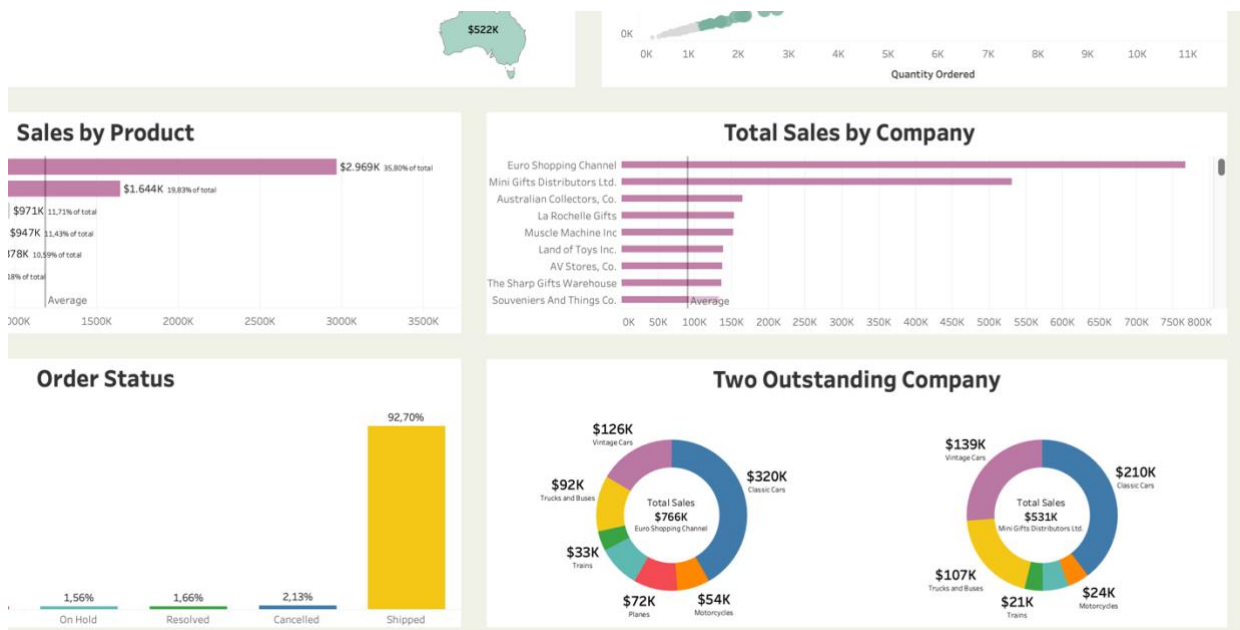 $522K
0K
0K 1K 2K 3K 4K 5K 6K 7K 8K 9K 10K 11K
Quantity Ordered
Sales by Product
$2.969K 35,80% of total
$1.644K 19,83% of total
$971K 11,71% of total
$947K 11,43% of total
378K 10,59% of total
18% of total
Average
000K 1500K 2000K 2500K 3000K 3500K
Total Sales by Company
Euro Shopping Channel
Mini Gifts Distributors Ltd.
Australian Collectors, Co.
La Rochelle Gifts
Muscle Machine Inc
Land of Toys Inc.
AV Stores, Co.
The Sharp Gifts Warehouse
Souveniers And Things Co.
Average
0K 50K 100K 150K 200K 250K 300K 350K 400K 450K 500K 550K 600K 650K 700K 750K 800K
Order Status
92,70%
1,56% 1,66% 2,13%
On Hold Resolved Cancelled Shipped
Two Outstanding Company
$126K
Vintage Cars
$320K
Classic Cars
$92K
Trucks and Buses
Total Sales
$766K
Euro Shopping Channel
$33K
Trains
$72K
Planes
$54K
Motorcycles
$139K
Vintage Cars
$210K
Classic Cars
Total Sales
$531K
Mini Gifts Distributors Ltd.
$107K
Trucks and Buses
$21K
Trains
$24K
Motorcycles